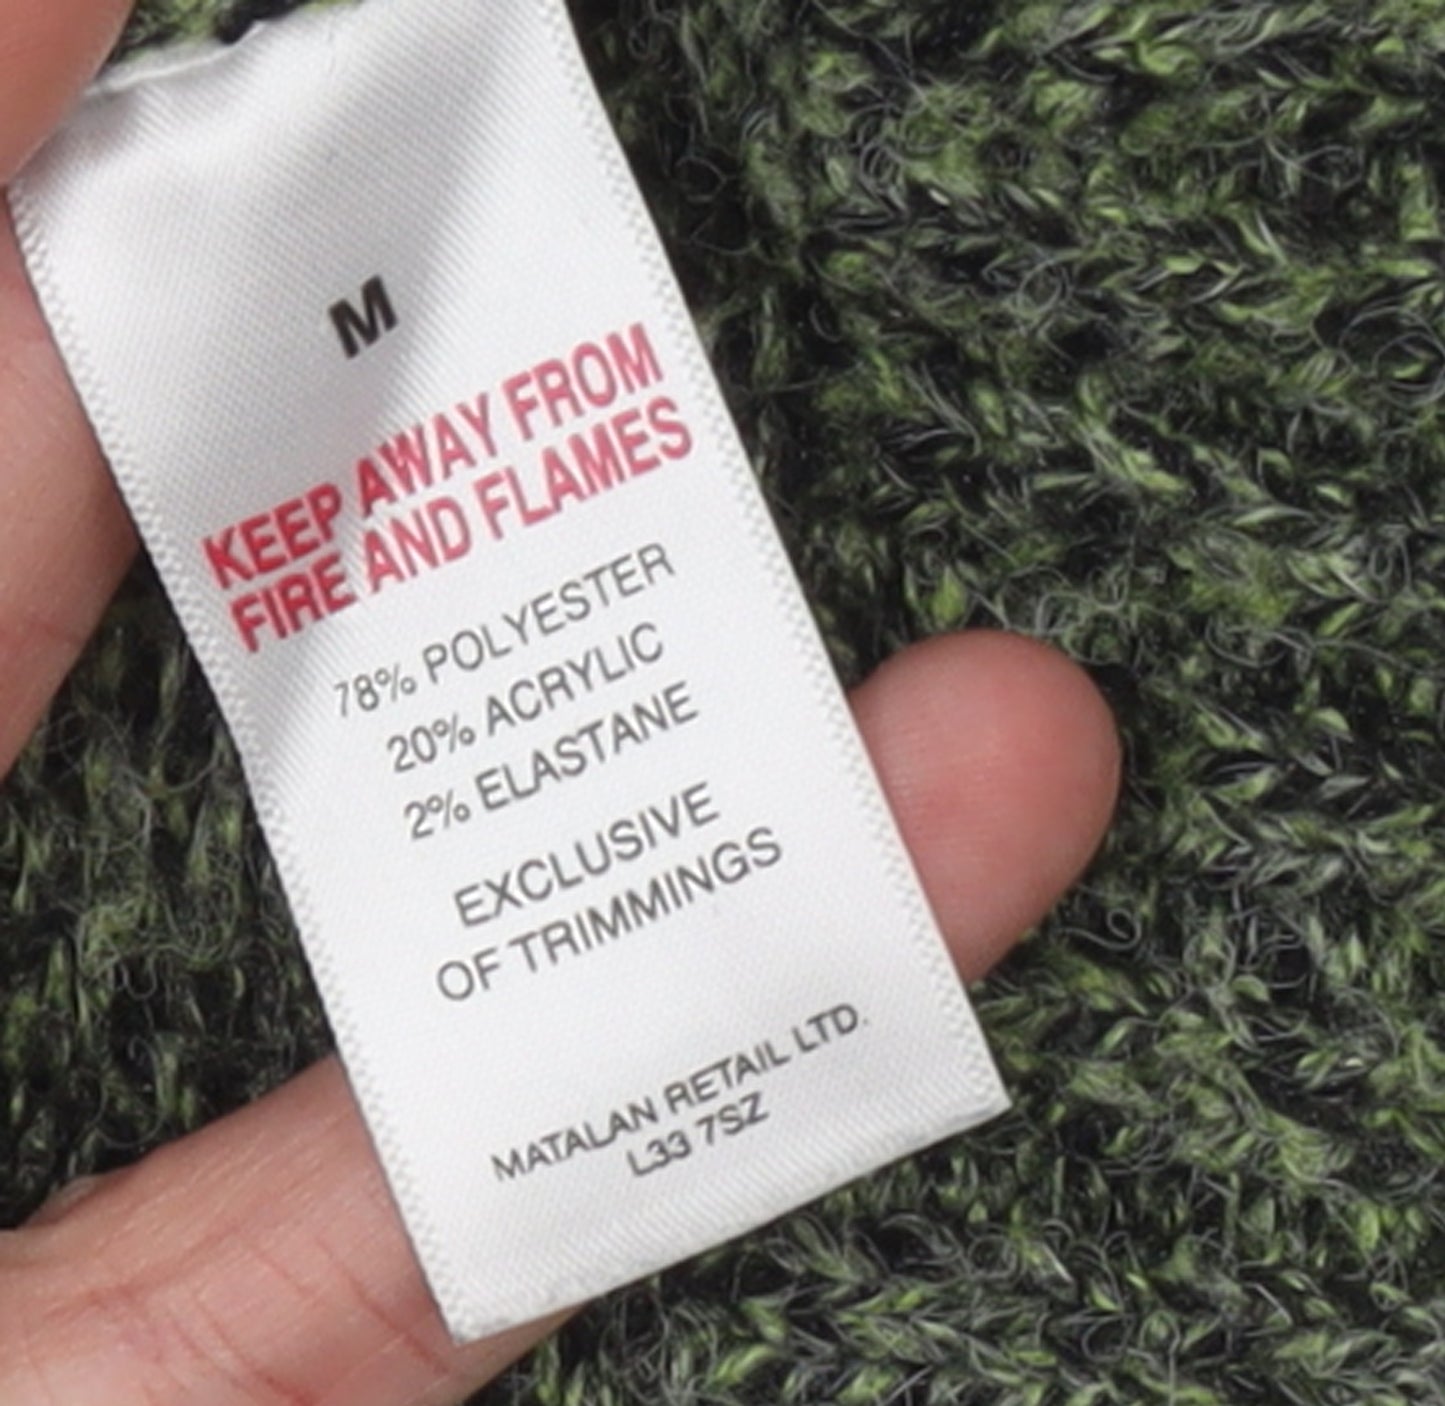 M
KEEP AWAY FROM
FIRE AND FLAMES
78% POLYESTER
20% ACRYLIC
2% ELASTANE
EXCLUSIVE
OF TRIMMINGS
MATALAN RETAIL LTD.
L33 7SZ